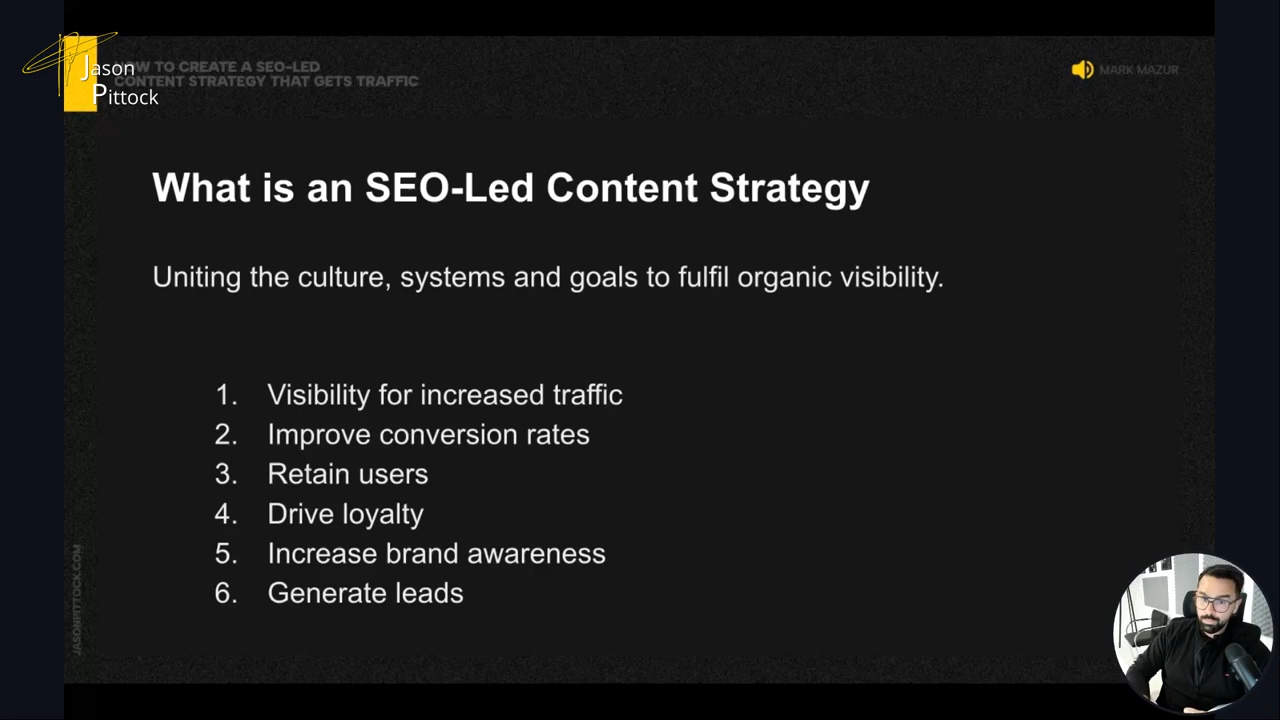 Jason
Pittock
HOW TO CREATE A SEO-LED
CONTENT STRATEGY THAT GETS TRAFFIC
MARK MAZUR
What is an SEO-Led Content Strategy
Uniting the culture, systems and goals to fulfil organic visibility.
1. Visibility for increased traffic
2. Improve conversion rates
3. Retain users
4. Drive loyalty
5. Increase brand awareness
6. Generate leads
JASONPITTOCK.COM